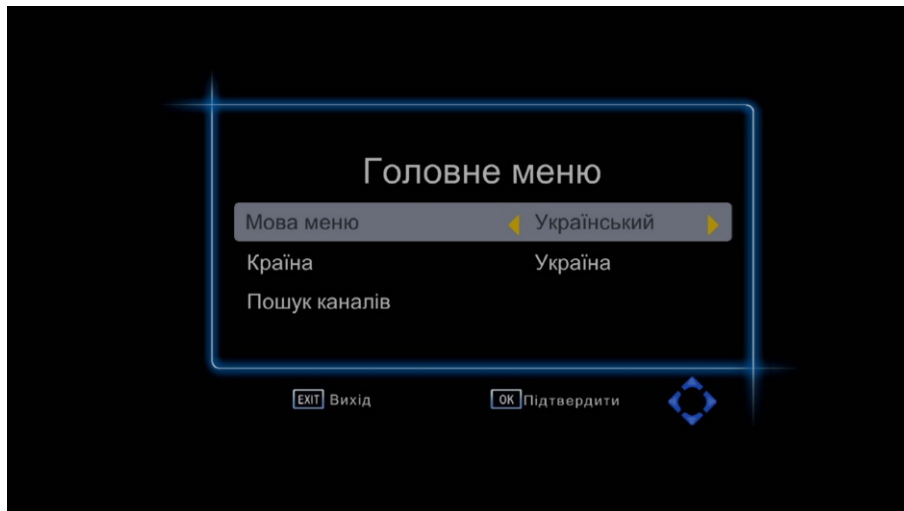 Головне меню
Мова меню Український
Країна Україна
Пошук каналів
EXIT Вихід OK Підтвердити